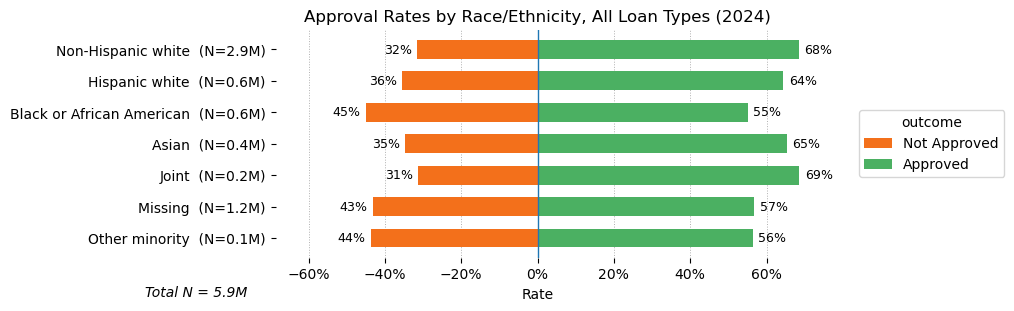 Approval Rates by Race/Ethnicity, All Loan Types (2024)
Non-Hispanic white  (N=2.9M) 32% 68%
Hispanic white  (N=0.6M) 36% 64%
Black or African American  (N=0.6M) 45% 55%
Asian  (N=0.4M) 35% 65%
Joint  (N=0.2M) 31% 69%
Missing  (N=1.2M) 43% 57%
Other minority  (N=0.1M) 44% 56%
outcome
Not Approved
Approved
−60% −40% −20% 0% 20% 40% 60%
Rate
Total N = 5.9M